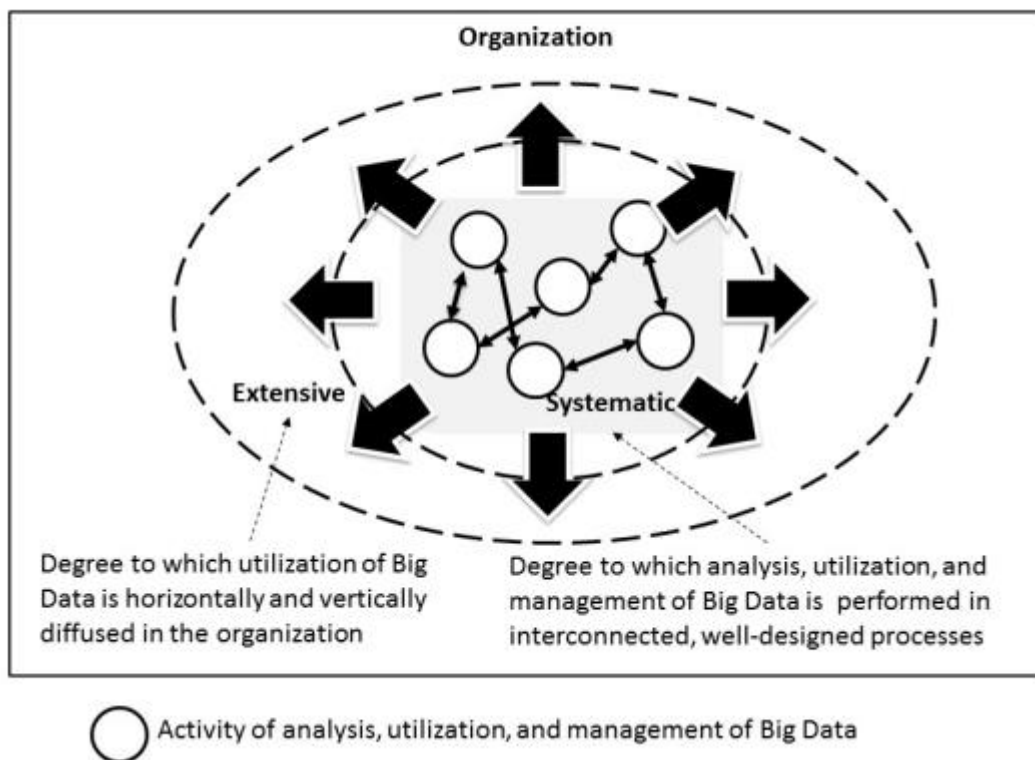 Organization
Extensive
Systematic
Degree to which utilization of Big
Data is horizontally and vertically
diffused in the organization
Degree to which analysis, utilization, and
management of Big Data is performed in
interconnected, well-designed processes
Activity of analysis, utilization, and management of Big Data